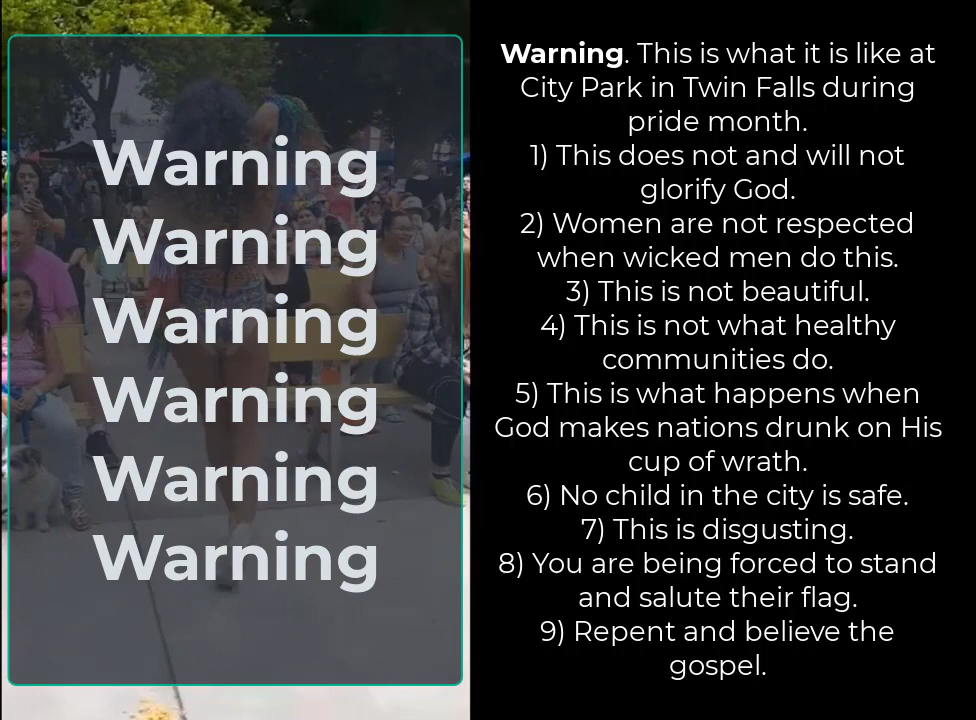 Warning
Warning
Warning
Warning
Warning
Warning
Warning. This is what it is like at
City Park in Twin Falls during
pride month.
1) This does not and will not
glorify God.
2) Women are not respected
when wicked men do this.
3) This is not beautiful.
4) This is not what healthy
communities do.
5) This is what happens when
God makes nations drunk on His
cup of wrath.
6) No child in the city is safe.
7) This is disgusting.
8) You are being forced to stand
and salute their flag.
9) Repent and believe the
gospel.